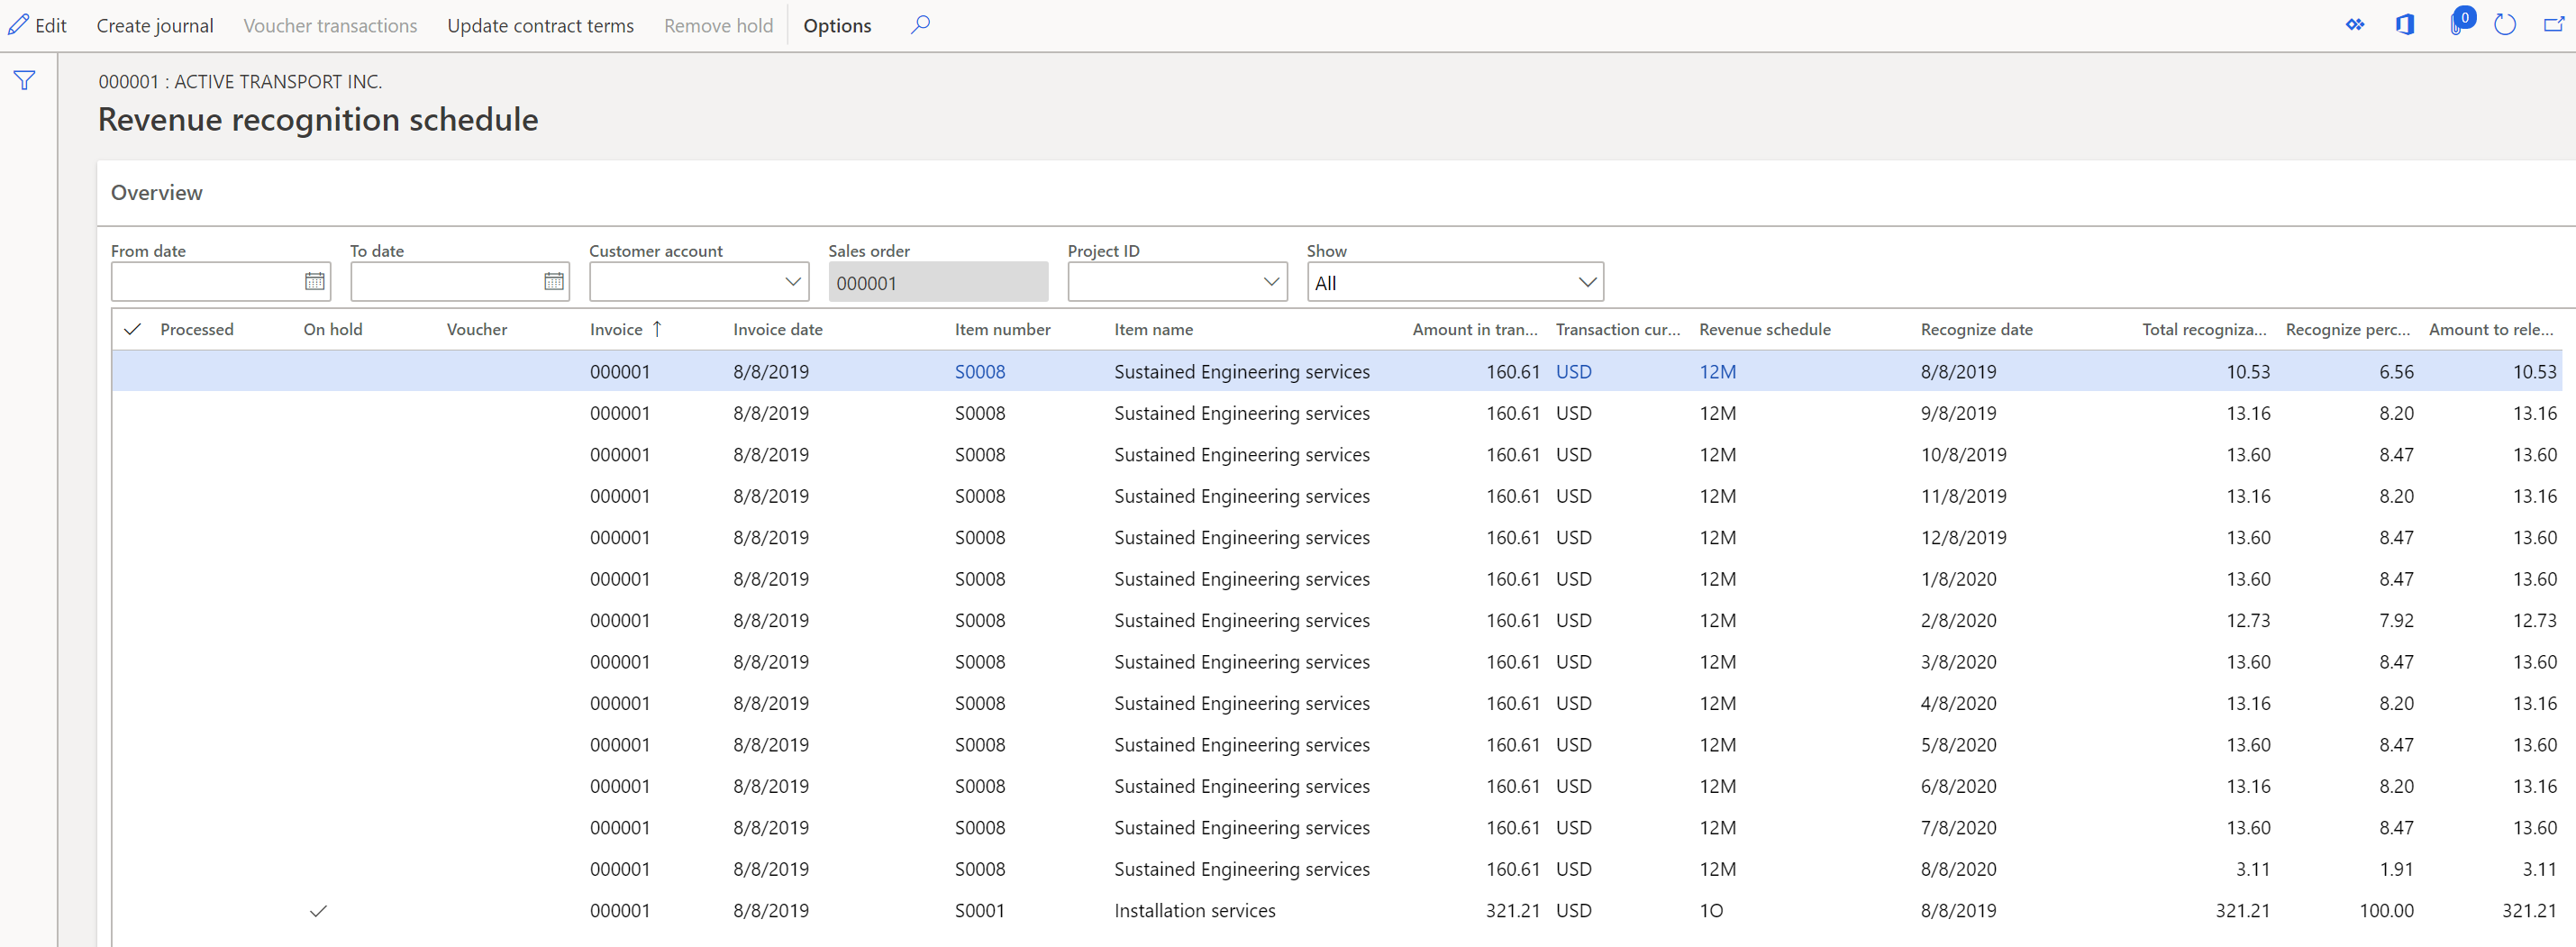 Edit Create journal Voucher transactions Update contract terms Remove hold Options 0
000001 : ACTIVE TRANSPORT INC.
Revenue recognition schedule
Overview
From date To date Customer account Sales order Project ID Show
000001 All
Processed On hold Voucher Invoice ↑ Invoice date Item number Item name Amount in tran... Transaction cur... Revenue schedule Recognize date Total recogniza... Recognize perc... Amount to rele...
000001 8/8/2019 S0008 Sustained Engineering services 160.61 USD 12M 8/8/2019 10.53 6.56 10.53
000001 8/8/2019 S0008 Sustained Engineering services 160.61 USD 12M 9/8/2019 13.16 8.20 13.16
000001 8/8/2019 S0008 Sustained Engineering services 160.61 USD 12M 10/8/2019 13.60 8.47 13.60
000001 8/8/2019 S0008 Sustained Engineering services 160.61 USD 12M 11/8/2019 13.16 8.20 13.16
000001 8/8/2019 S0008 Sustained Engineering services 160.61 USD 12M 12/8/2019 13.60 8.47 13.60
000001 8/8/2019 S0008 Sustained Engineering services 160.61 USD 12M 1/8/2020 13.60 8.47 13.60
000001 8/8/2019 S0008 Sustained Engineering services 160.61 USD 12M 2/8/2020 12.73 7.92 12.73
000001 8/8/2019 S0008 Sustained Engineering services 160.61 USD 12M 3/8/2020 13.60 8.47 13.60
000001 8/8/2019 S0008 Sustained Engineering services 160.61 USD 12M 4/8/2020 13.16 8.20 13.16
000001 8/8/2019 S0008 Sustained Engineering services 160.61 USD 12M 5/8/2020 13.60 8.47 13.60
000001 8/8/2019 S0008 Sustained Engineering services 160.61 USD 12M 6/8/2020 13.16 8.20 13.16
000001 8/8/2019 S0008 Sustained Engineering services 160.61 USD 12M 7/8/2020 13.60 8.47 13.60
000001 8/8/2019 S0008 Sustained Engineering services 160.61 USD 12M 8/8/2020 3.11 1.91 3.11
000001 8/8/2019 S0001 Installation services 321.21 USD 1O 8/8/2019 321.21 100.00 321.21